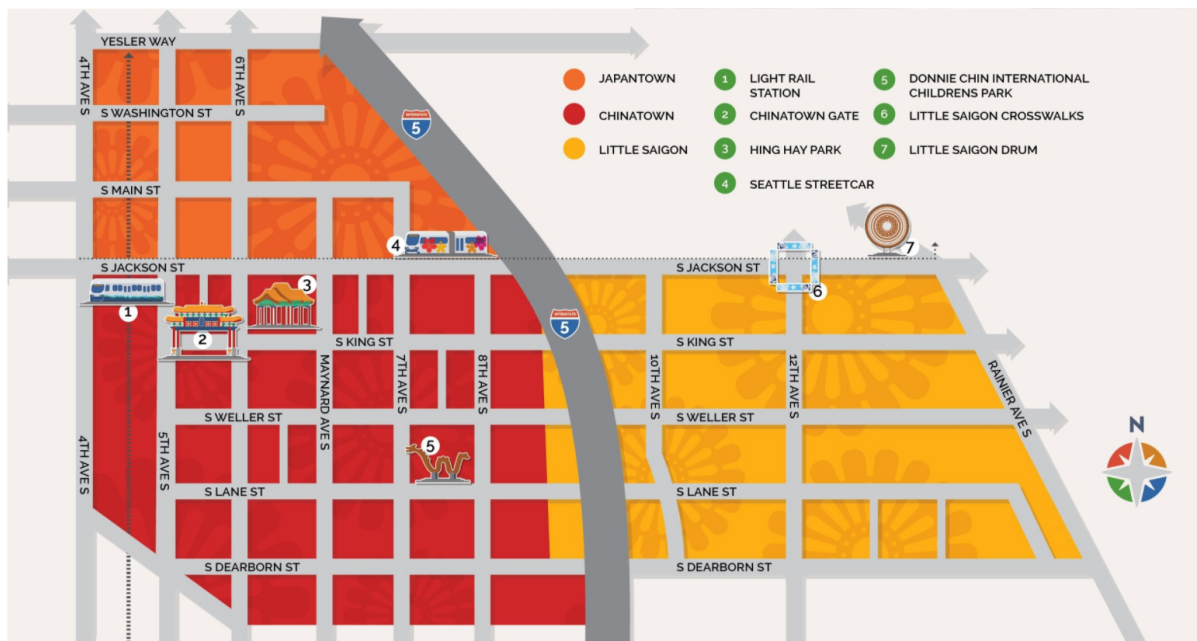 YESLER WAY
4TH AVE S
6TH AVE S
S WASHINGTON ST
INTERSTATE
5
S MAIN ST
JAPANTOWN
CHINATOWN
LITTLE SAIGON
1
LIGHT RAIL
STATION
2
CHINATOWN GATE
3
HING HAY PARK
4
SEATTLE STREETCAR
5
DONNIE CHIN INTERNATIONAL
CHILDRENS PARK
6
LITTLE SAIGON CROSSWALKS
7
LITTLE SAIGON DRUM
4
7
S JACKSON ST
S JACKSON ST
1
2
3
6
INTERSTATE
5
S KING ST
S KING ST
MAYNARD AVE S
7TH AVE S
8TH AVE S
10TH AVE S
12TH AVE S
RAINIER AVE S
S WELLER ST
S WELLER ST
4TH AVE S
5TH AVE S
5
N
S LANE ST
S LANE ST
S DEARBORN ST
S DEARBORN ST